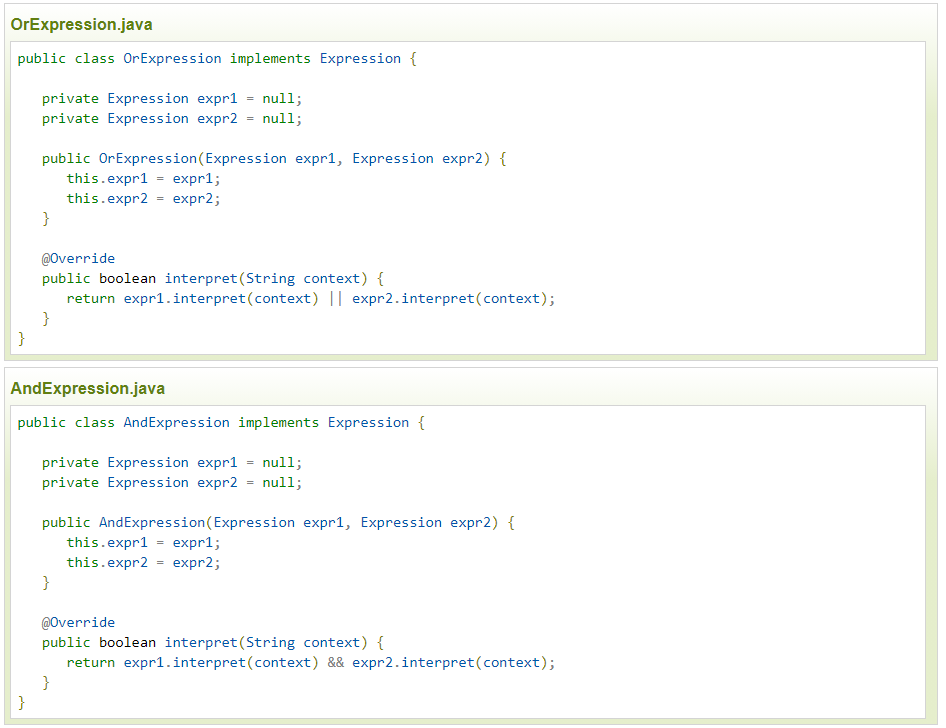 OrExpression.java
public class OrExpression implements Expression {
private Expression expr1 = null;
private Expression expr2 = null;
public OrExpression(Expression expr1, Expression expr2) {
this.expr1 = expr1;
this.expr2 = expr2;
}
@Override
public boolean interpret(String context) {
return expr1.interpret(context) || expr2.interpret(context);
}
}
AndExpression.java
public class AndExpression implements Expression {
private Expression expr1 = null;
private Expression expr2 = null;
public AndExpression(Expression expr1, Expression expr2) {
this.expr1 = expr1;
this.expr2 = expr2;
}
@Override
public boolean interpret(String context) {
return expr1.interpret(context) && expr2.interpret(context);
}
}